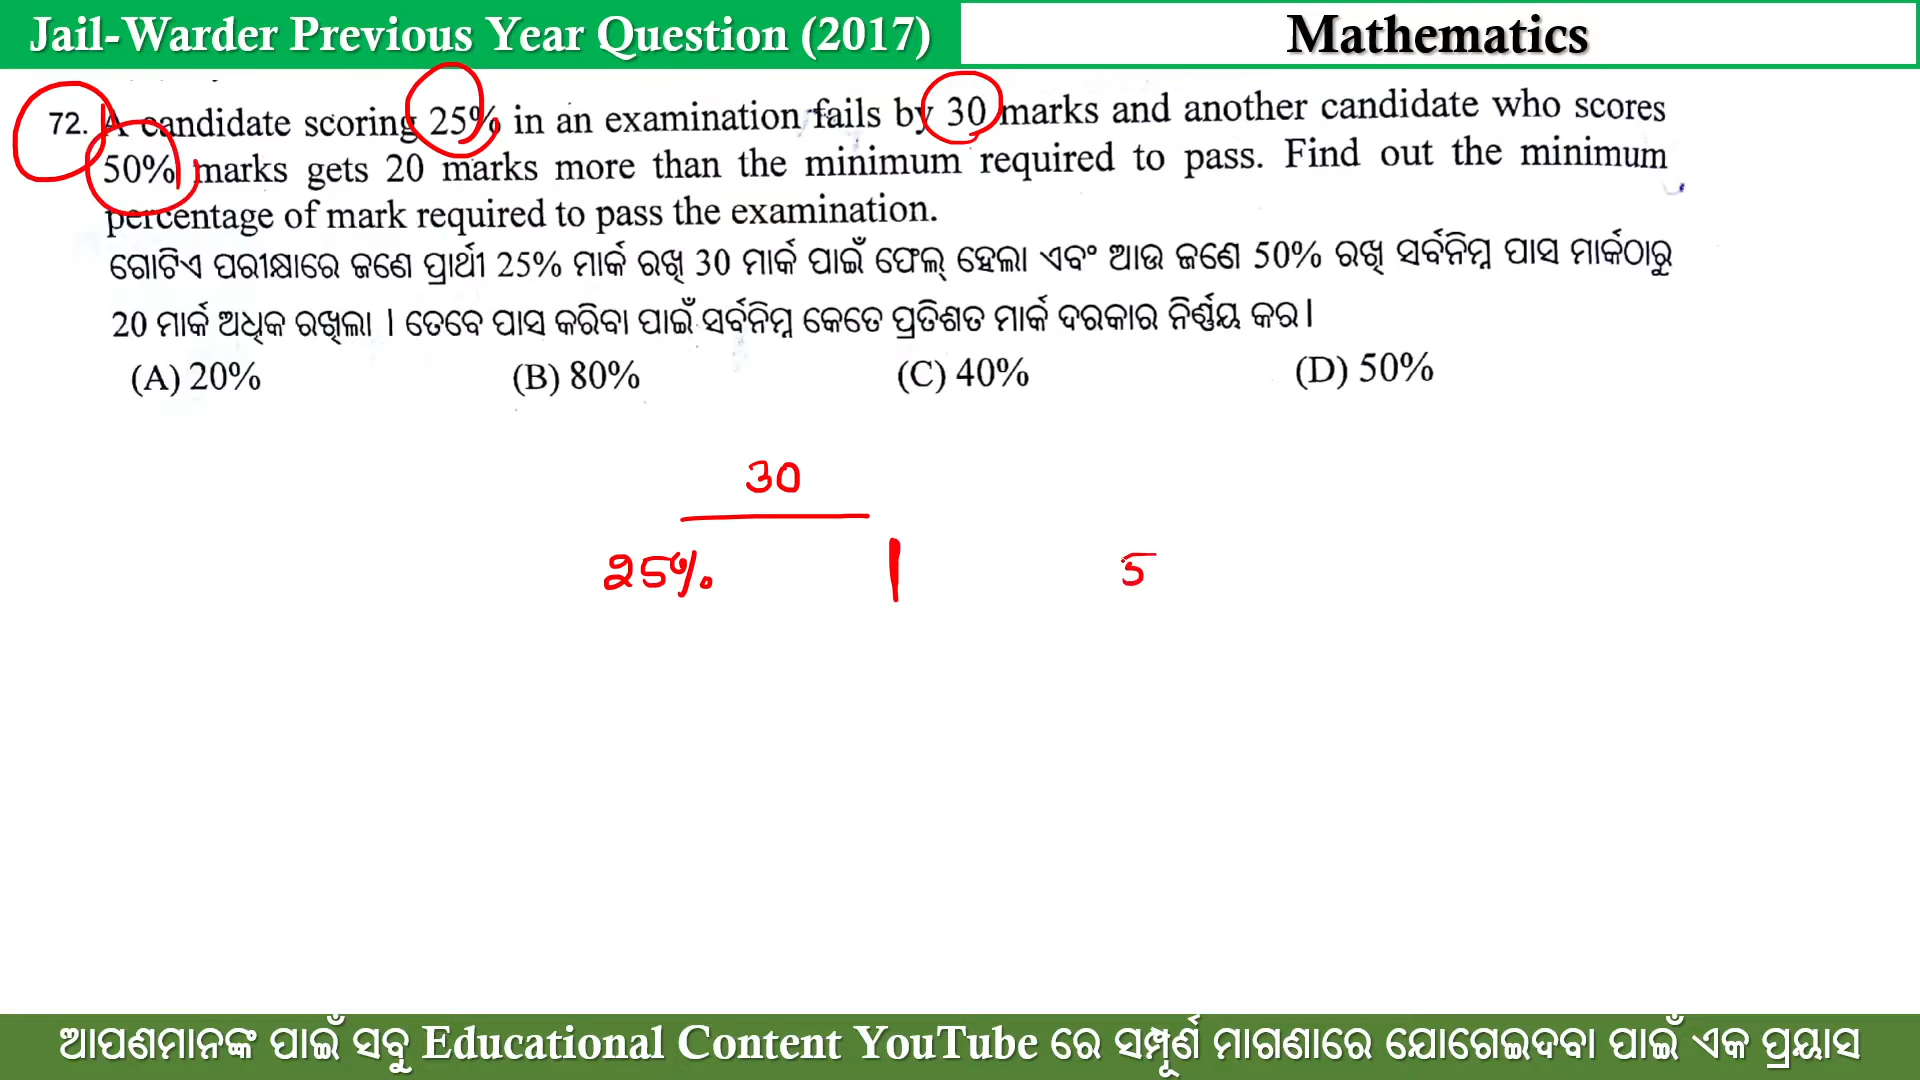 Jail-Warder Previous Year Question (2017)
Mathematics
72. A candidate scoring 25% in an examination fails by 30 marks and another candidate who scores
50% marks gets 20 marks more than the minimum required to pass. Find out the minimum
percentage of mark required to pass the examination.
ଗୋଟିଏ ପରୀକ୍ଷାରେ ଜଣେ ପ୍ରାର୍ଥୀ 25% ମାର୍କ ରଖି 30 ମାର୍କ ପାଇଁ ଫେଲ୍ ହେଲା ଏବଂ ଆଉ ଜଣେ 50% ରଖି ସର୍ବନିମ୍ନ ପାସ ମାର୍କଠାରୁ
20 ମାର୍କ ଅଧିକ ରଖିଲା । ତେବେ ପାସ କରିବା ପାଇଁ ସର୍ବନିମ୍ନ କେତେ ପ୍ରତିଶତ ମାର୍କ ଦରକାର ନିର୍ଣ୍ଣୟ କର ।
(A) 20% (B) 80% (C) 40% (D) 50%
30
25% | 5
ଆପଣମାନଙ୍କ ପାଇଁ ସବୁ Educational Content YouTube ରେ ସମ୍ପୂର୍ଣ ମାଗଣାରେ ଯୋଗେଇଦବା ପାଇଁ ଏକ ପ୍ରୟାସ